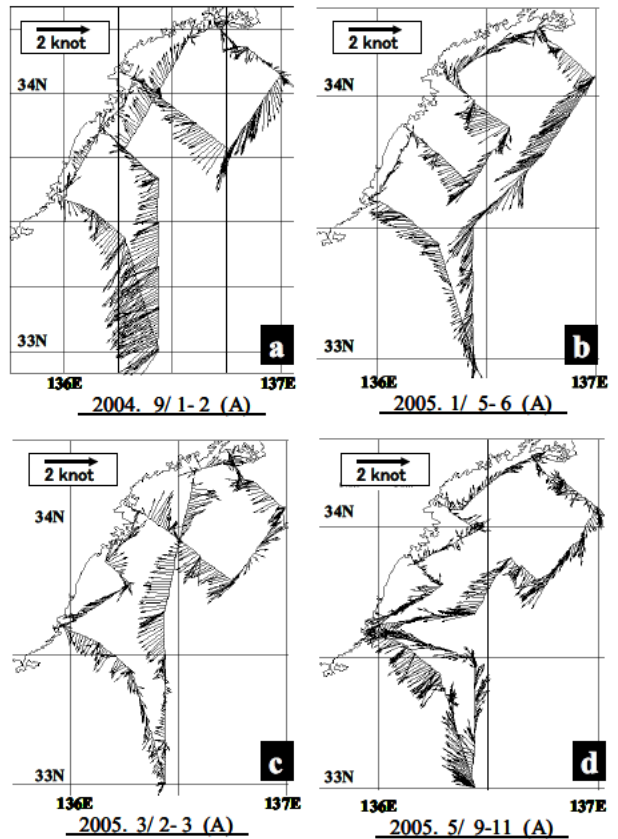 2 knot
34N
33N
a
136E
137E
2004. 9/ 1- 2 (A)
2 knot
34N
33N
b
136E
137E
2005. 1/ 5- 6 (A)
2 knot
34N
33N
c
136E
137E
2005. 3/ 2- 3 (A)
2 knot
34N
33N
d
136E
137E
2005. 5/ 9-11 (A)